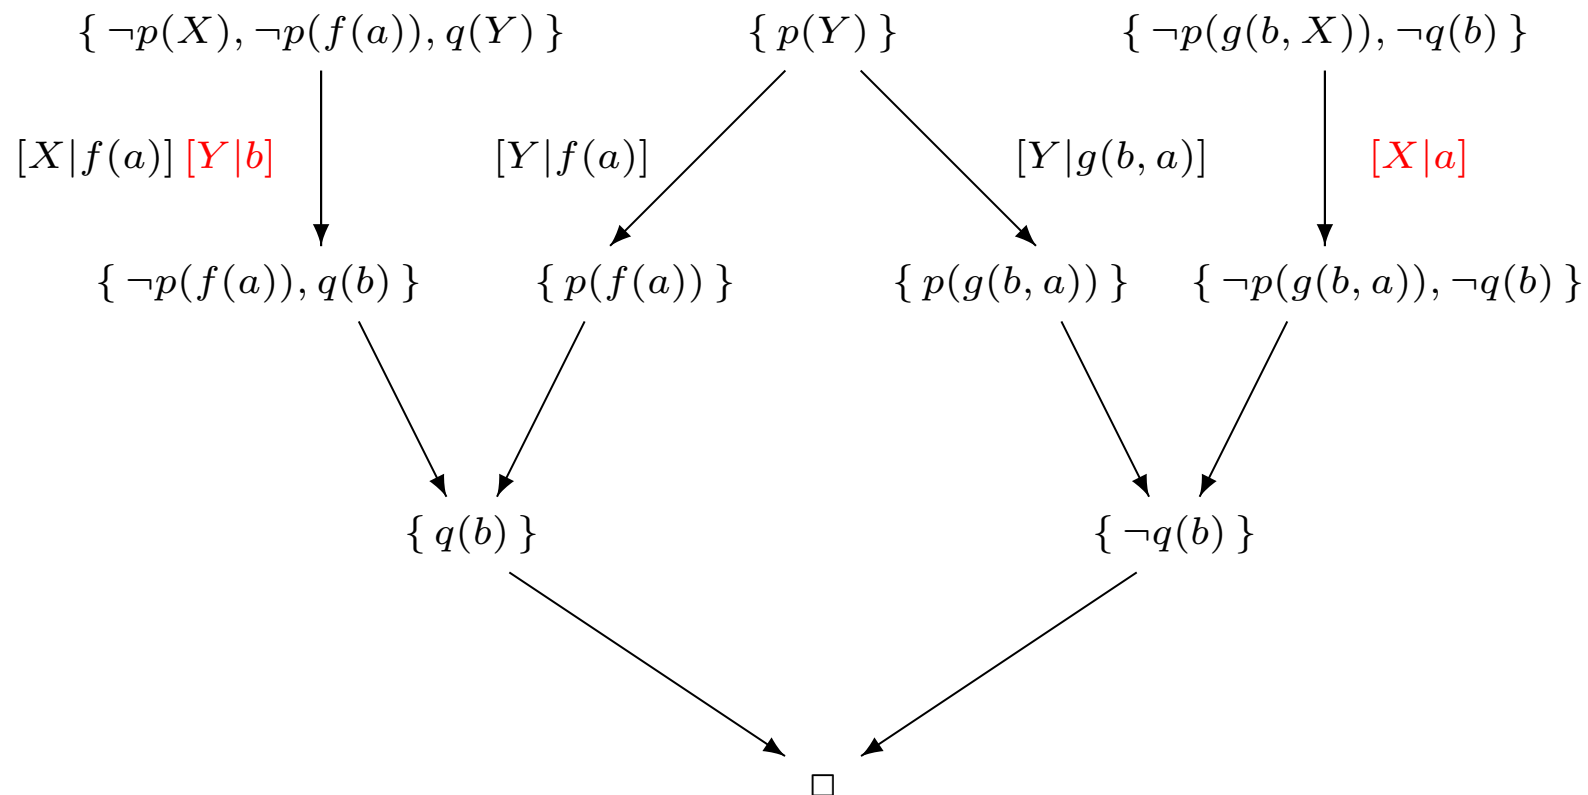 { ¬p(X), ¬p(f(a)), q(Y) } { p(Y) } { ¬p(g(b, X)), ¬q(b) }
[X|f(a)] [Y|b] [Y|f(a)] [Y|g(b, a)] [X|a]
{ ¬p(f(a)), q(b) } { p(f(a)) } { p(g(b, a)) } { ¬p(g(b, a)), ¬q(b) }
{ q(b) } { ¬q(b) }
□